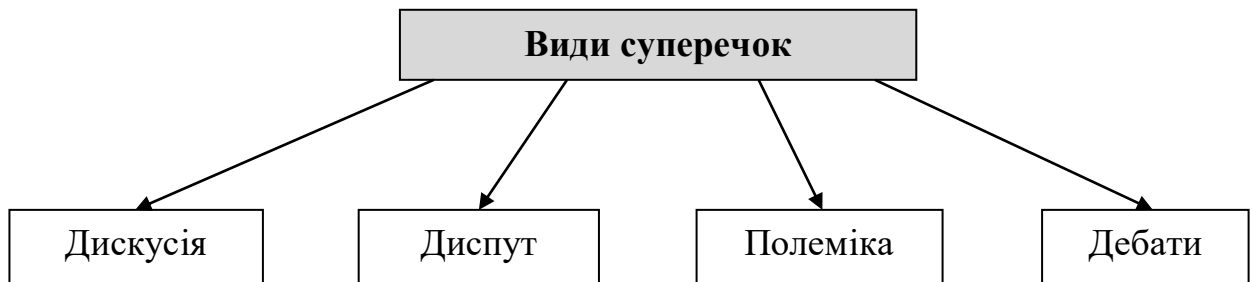 Види суперечок
Дискусія
Диспут
Полеміка
Дебати